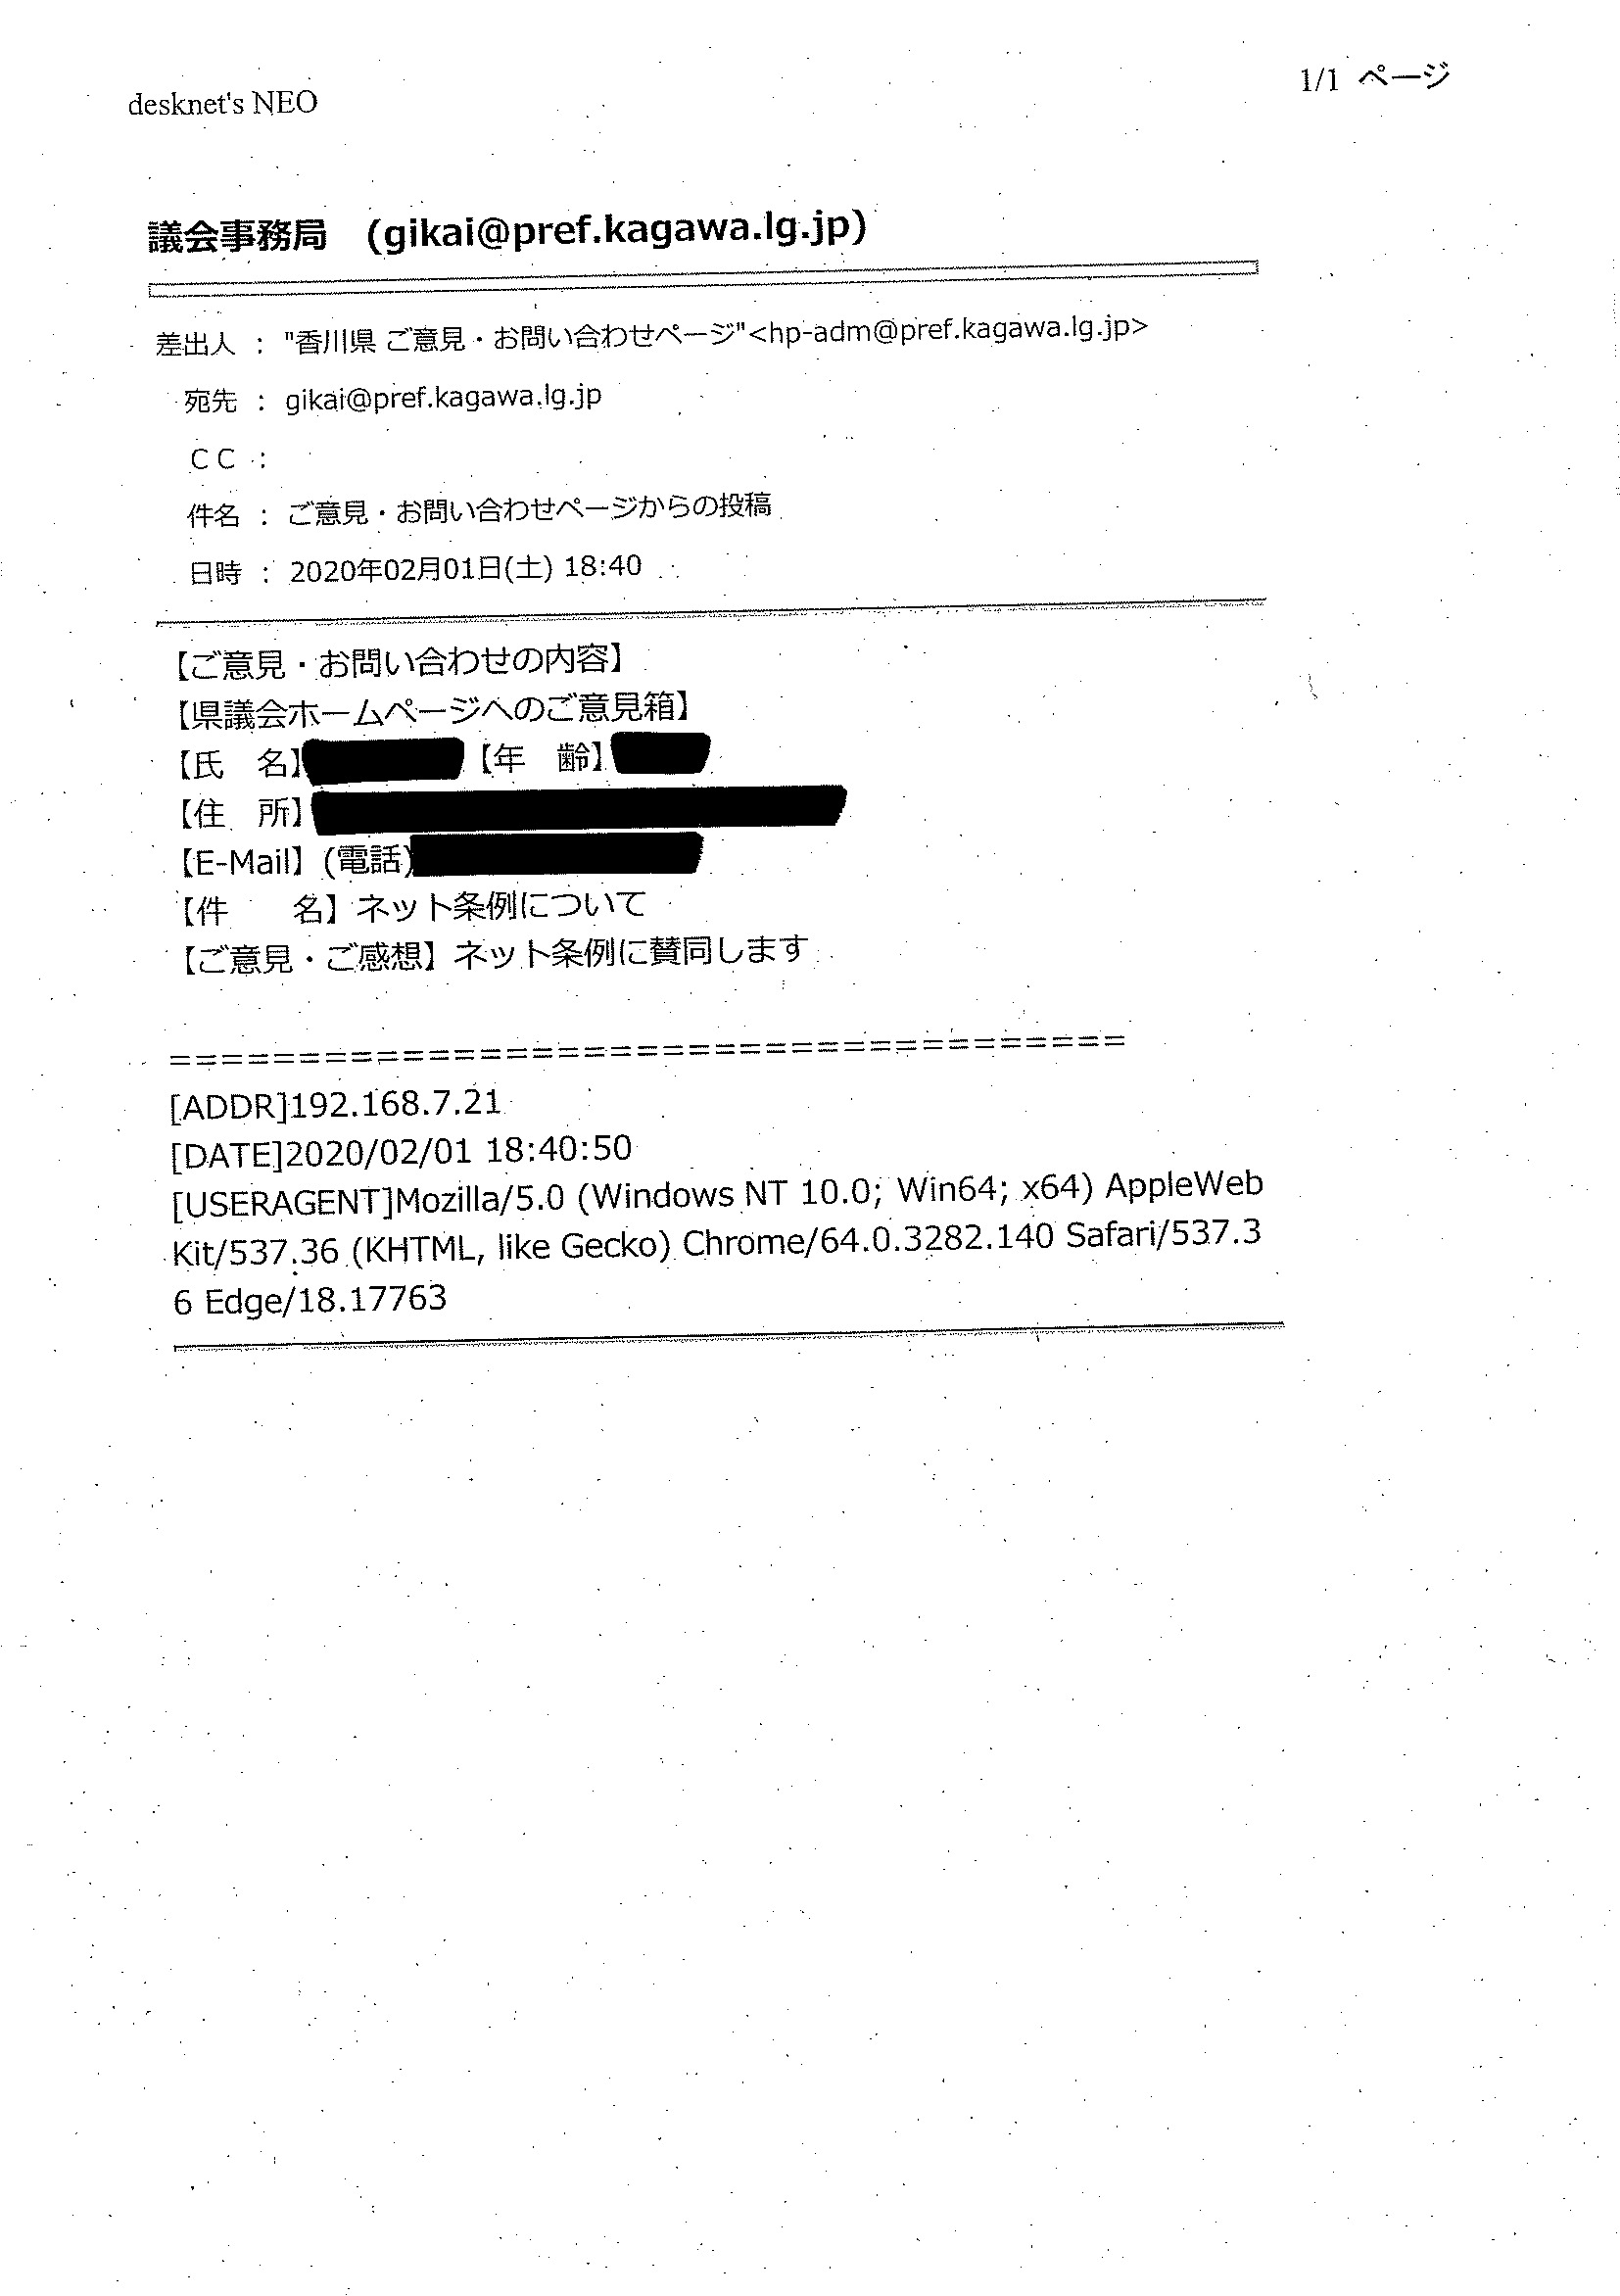 desknet's NEO
1/1 ページ
議会事務局 (gikai@pref.kagawa.lg.jp)
差出人 : "香川県 ご意見・お問い合わせページ"<hp-adm@pref.kagawa.lg.jp>
宛先 : gikai@pref.kagawa.lg.jp
CC :
件名 : ご意見・お問い合わせページからの投稿
日時 : 2020年02月01日(土) 18:40
【ご意見・お問い合わせの内容】
【県議会ホームページへのご意見箱】
【氏　名】【年　齢】
【住　所】
【E-Mail】(電話)
【件　　名】ネット条例について
【ご意見・ご感想】ネット条例に賛同します
=====================================
[ADDR]192.168.7.21
[DATE]2020/02/01 18:40:50
[USERAGENT]Mozilla/5.0 (Windows NT 10.0; Win64; x64) AppleWeb
Kit/537.36 (KHTML, like Gecko) Chrome/64.0.3282.140 Safari/537.3
6 Edge/18.17763